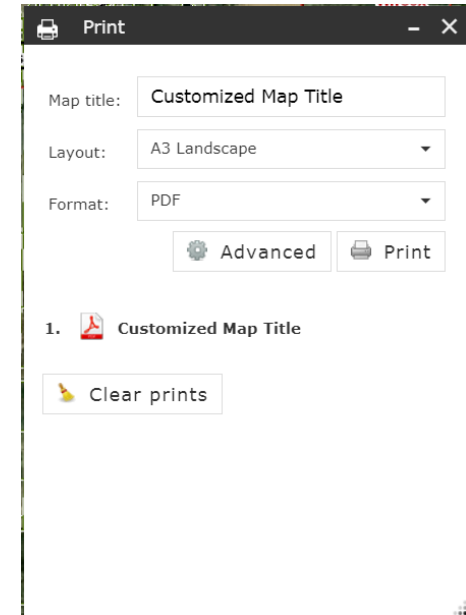 Print
Map title: Customized Map Title
Layout: A3 Landscape
Format: PDF
Advanced Print
1. Customized Map Title
Clear prints